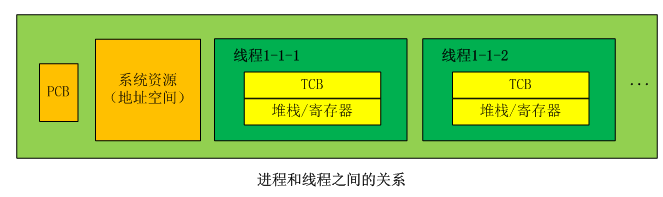 PCB
系统资源
（地址空间）
线程1-1-1
TCB
堆栈/寄存器
线程1-1-2
TCB
堆栈/寄存器
...
进程和线程之间的关系